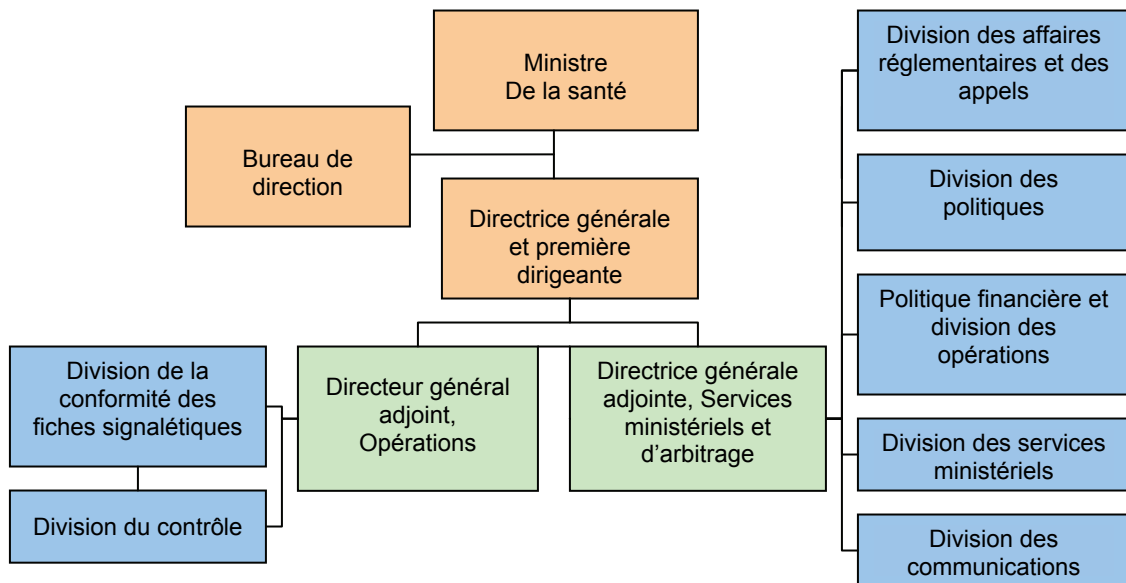 Ministre
De la santé
Bureau de
direction
Directrice générale
et première
dirigeante
Division de la
conformité des
fiches signalétiques
Division du contrôle
Directeur général
adjoint,
Opérations
Directrice générale
adjointe, Services
ministériels et
d’arbitrage
Division des affaires
réglementaires et des
appels
Division des
politiques
Politique financière et
division des
opérations
Division des services
ministériels
Division des
communications